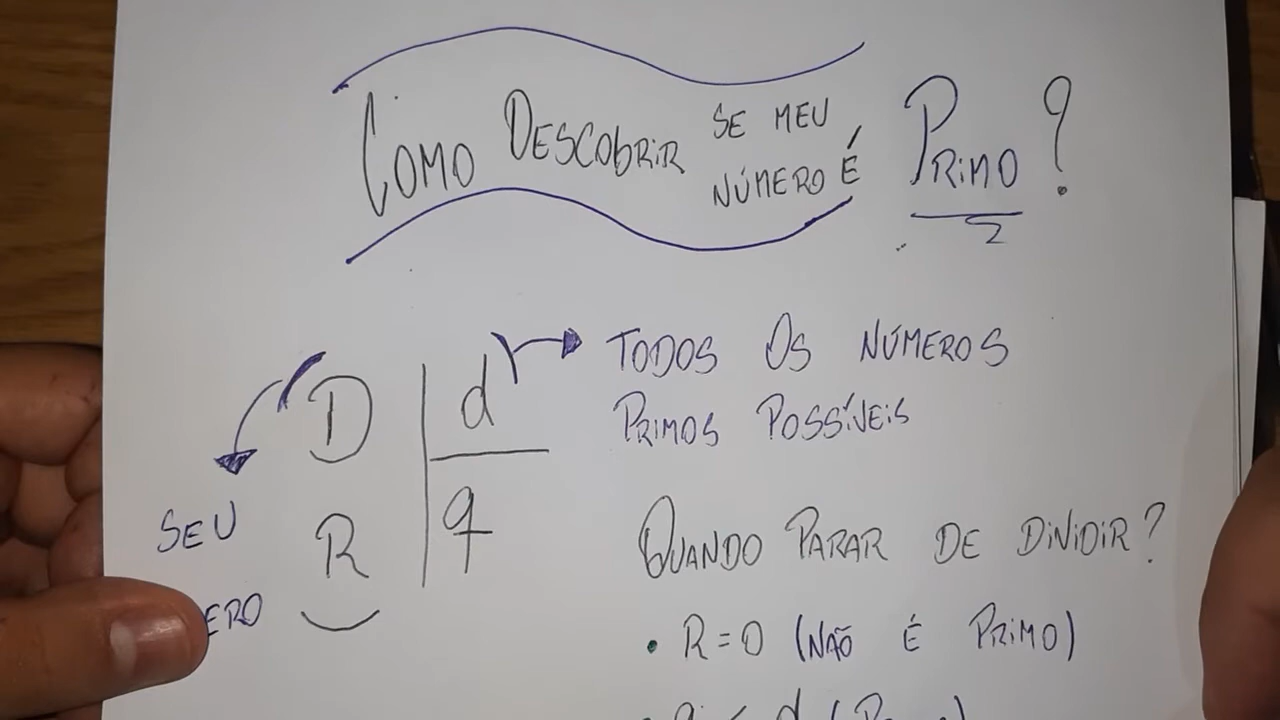 COMO DESCOBRIR SE MEU NÚMERO É PRIMO?
D d TODOS OS NÚMEROS
PRIMOS POSSÍVEIS
SEU
ERO
R q
QUANDO PARAR DE DIVIDIR?
• R=0 (NÃO É PRIMO)